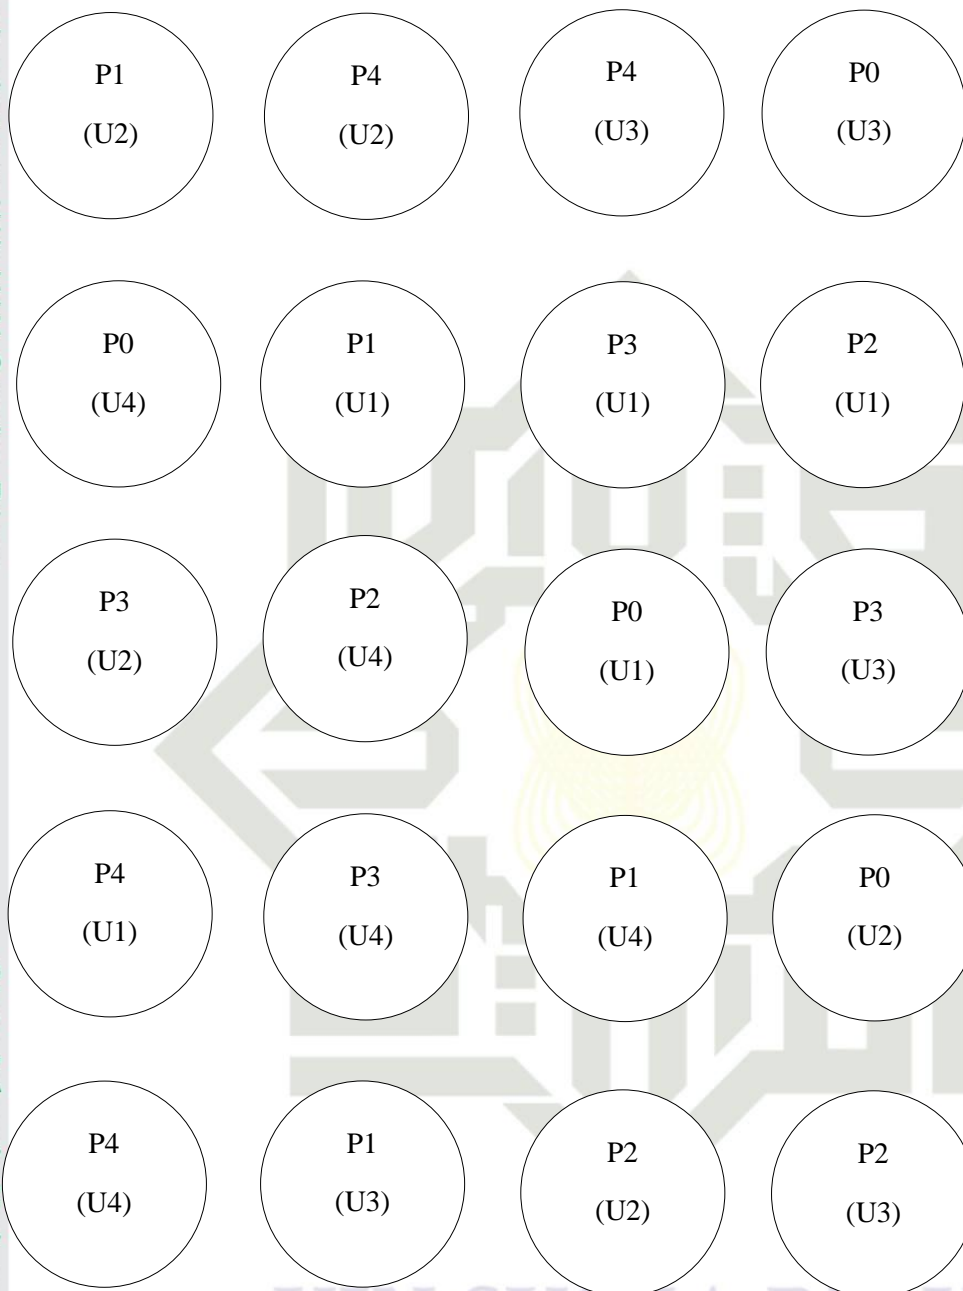 P1 P4 P4 P0
(U2) (U2) (U3) (U3)
P0 P1 P3 P2
(U4) (U1) (U1) (U1)
P3 P2 P0 P3
(U2) (U4) (U1) (U3)
P4 P3 P1 P0
(U1) (U4) (U4) (U2)
P4 P1 P2 P2
(U4) (U3) (U2) (U3)